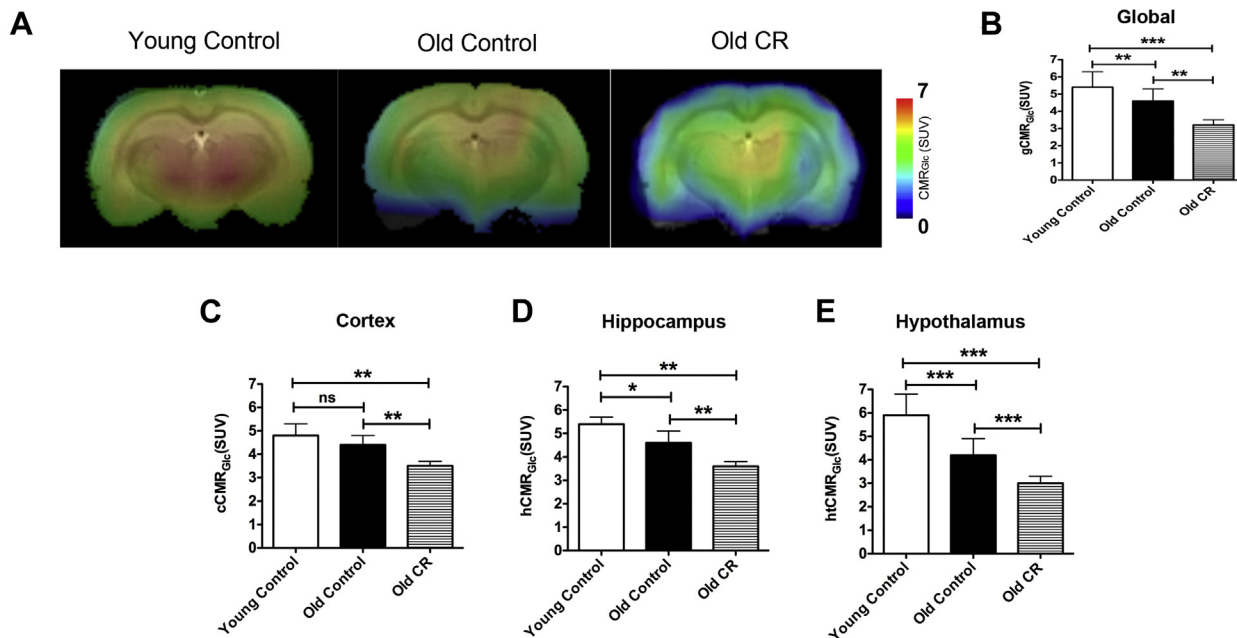 A
Young Control
Old Control
Old CR
7
CMRGlc (SUV)
0
B
Global
***
**
**
gCMRGlc(SUV)
7
6
5
4
3
2
1
0
Young Control
Old Control
Old CR
C
Cortex
**
ns
**
cCMRGlc(SUV)
7
6
5
4
3
2
1
0
Young Control
Old Control
Old CR
D
Hippocampus
**
*
**
hCMRGlc(SUV)
7
6
5
4
3
2
1
0
Young Control
Old Control
Old CR
E
Hypothalamus
***
***
***
htCMRGlc(SUV)
7
6
5
4
3
2
1
0
Young Control
Old Control
Old CR